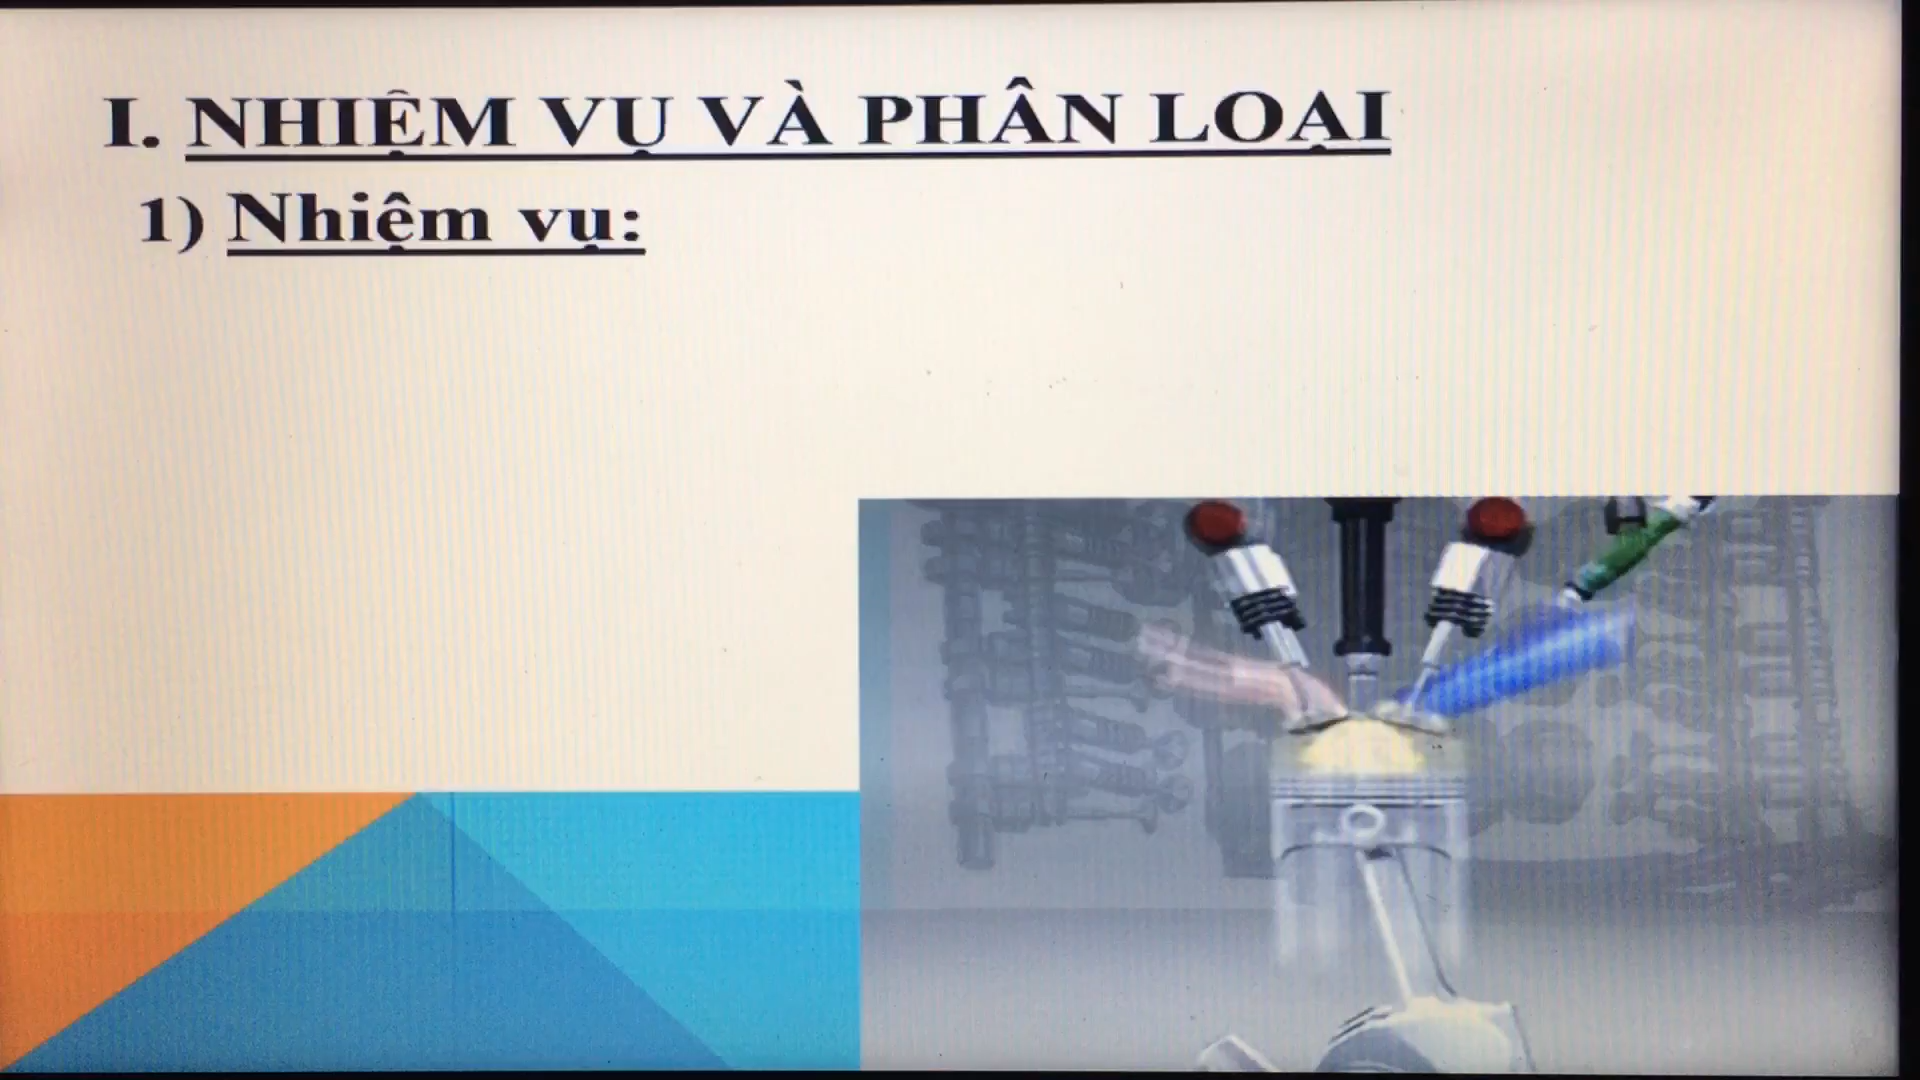 I. NHIỆM VỤ VÀ PHÂN LOẠI
1) Nhiệm vụ: